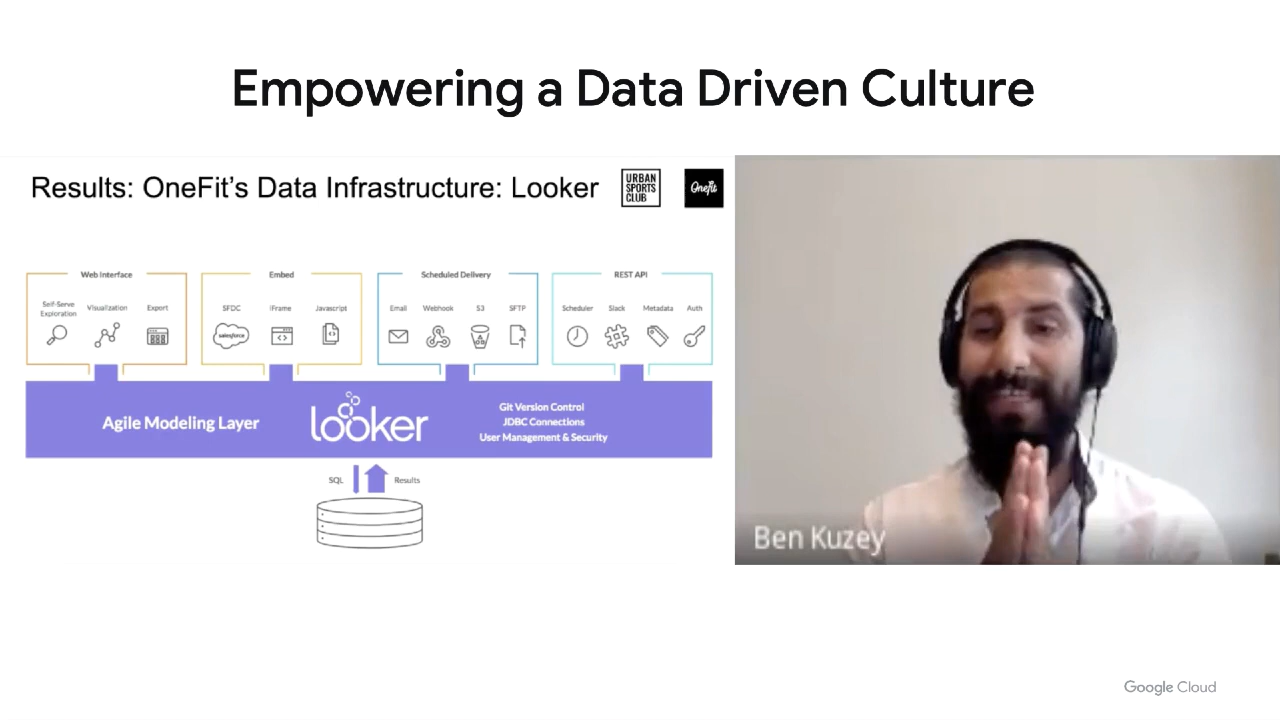 Empowering a Data Driven Culture
Results: OneFit's Data Infrastructure: Looker
URBAN
SPORTS
CLUB
Onefit
Web Interface
Self-Serve
Exploration
Visualization
Export
Embed
SFDC
iFrame
Javascript
salesforce
Scheduled Delivery
Email
Webhook
S3
SFTP
REST API
Scheduler
Slack
Metadata
Auth
Agile Modeling Layer
looker
Git Version Control
JDBC Connections
User Management & Security
SQL
Results
Ben Kuzey
Google Cloud